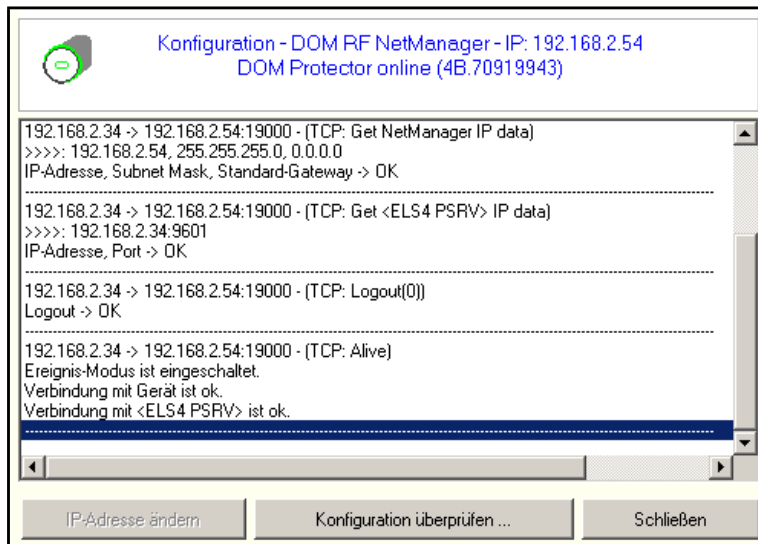 Konfiguration - DOM RF NetManager - IP: 192.168.2.54
DOM Protector online (4B.70919943)
192.168.2.34 -> 192.168.2.54:19000 - (TCP: Get NetManager IP data)
>>>>: 192.168.2.54, 255.255.255.0, 0.0.0.0
IP-Adresse, Subnet Mask, Standard-Gateway -> OK
192.168.2.34 -> 192.168.2.54:19000 - (TCP: Get <ELS4 PSRV> IP data)
>>>>: 192.168.2.34:9601
IP-Adresse, Port -> OK
192.168.2.34 -> 192.168.2.54:19000 - (TCP: Logout(0))
Logout -> OK
192.168.2.34 -> 192.168.2.54:19000 - (TCP: Alive)
Ereignis-Modus ist eingeschaltet.
Verbindung mit Gerät ist ok.
Verbindung mit <ELS4 PSRV> ist ok.
IP-Adresse ändern
Konfiguration überprüfen ...
Schließen